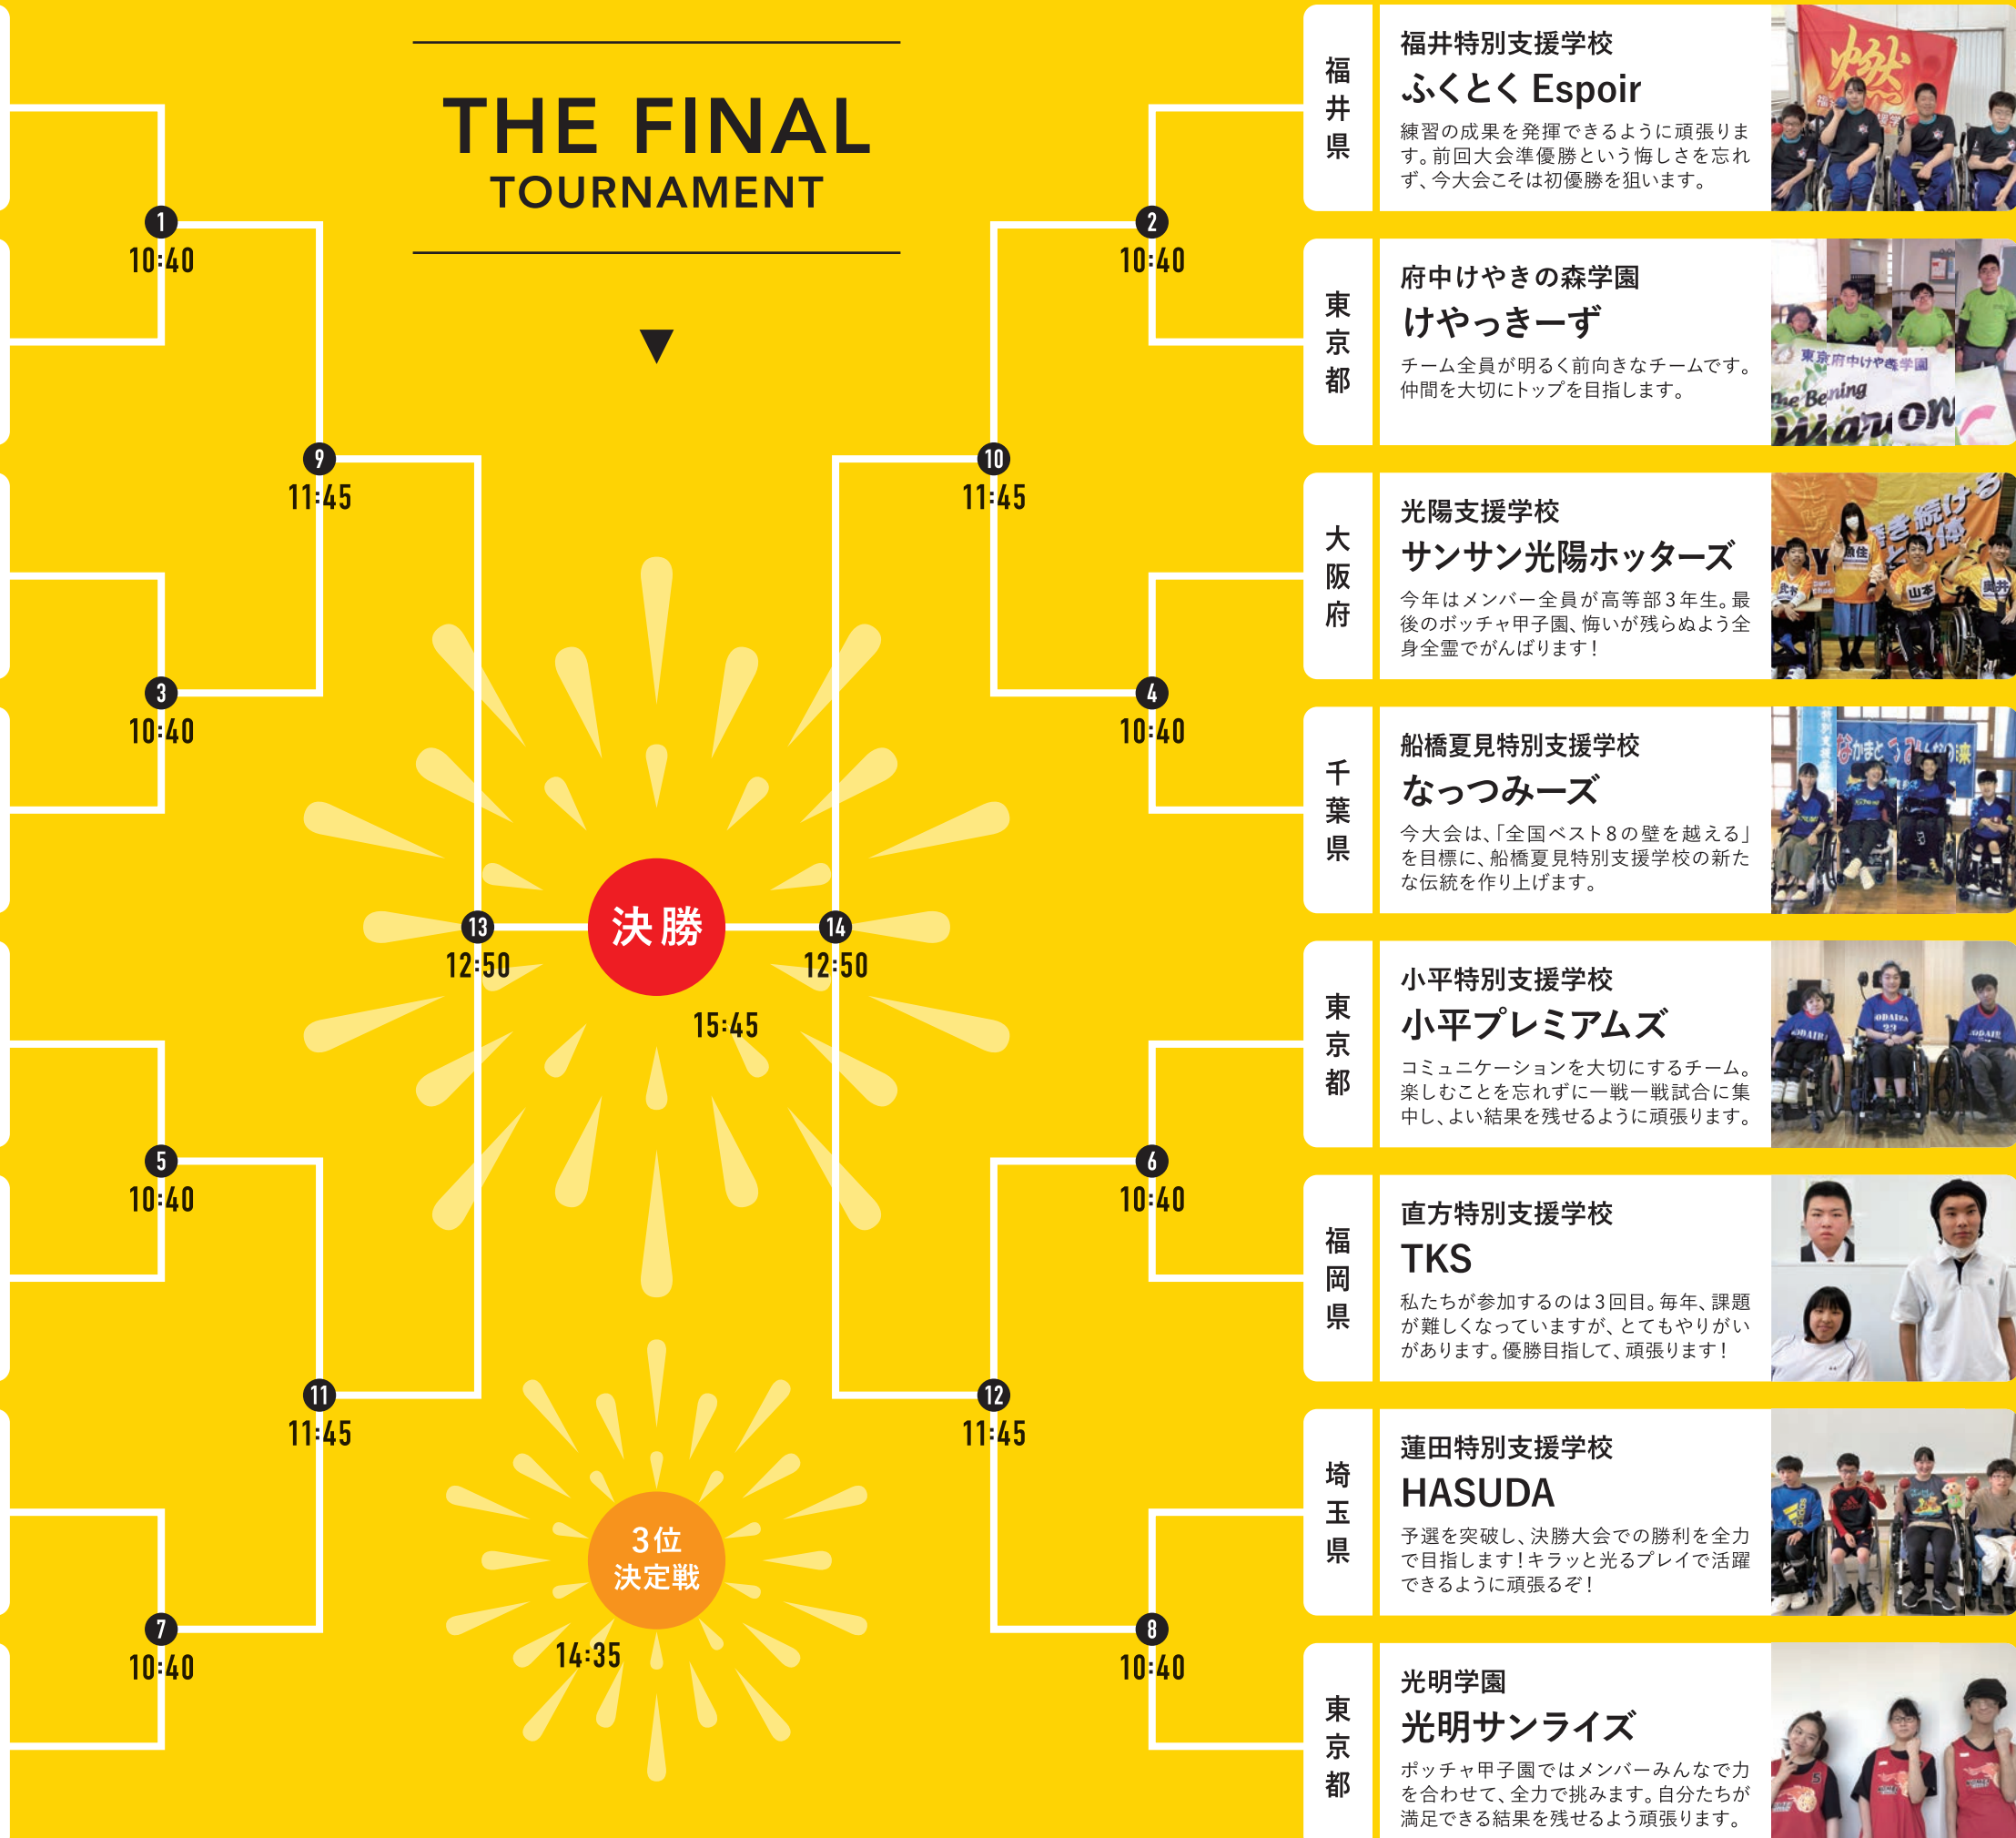 THE FINAL
TOURNAMENT
▼
1
10:40
3
10:40
5
10:40
7
10:40
9
11:45
11
11:45
13
12:50
決勝
15:45
3位
決定戦
14:35
14
12:50
10
11:45
12
11:45
2
10:40
4
10:40
6
10:40
8
10:40
福井県
福井特別支援学校
ふくとく Espoir
練習の成果を発揮できるように頑張りま
す。前回大会準優勝という悔しさを忘れ
ず、今大会こそは初優勝を狙います。
燃
東京都
府中けやきの森学園
けやっきーず
チーム全員が明るく前向きなチームです。
仲間を大切にトップを目指します。
東京府中けやき森学園
大阪府
光陽支援学校
サンサン光陽ホッターズ
今年はメンバー全員が高等部3年生。最
後のボッチャ甲子園、悔いが残らぬよう全
身全霊でがんばります!
き続ける
魚住
山本
千葉県
船橋夏見特別支援学校
なっつみーズ
今大会は、「全国ベスト8の壁を越える」
を目標に、船橋夏見特別支援学校の新た
な伝統を作り上げます。
なかまと
東京都
小平特別支援学校
小平プレミアムズ
コミュニケーションを大切にするチーム。
楽しむことを忘れずに一戦一戦試合に集
中し、よい結果を残せるように頑張ります。
福岡県
直方特別支援学校
TKS
私たちが参加するのは3回目。毎年、課題
が難しくなっていますが、とてもやりがい
があります。優勝目指して、頑張ります!
埼玉県
蓮田特別支援学校
HASUDA
予選を突破し、決勝大会での勝利を全力
で目指します!キラッと光るプレイで活躍
できるように頑張るぞ!
東京都
光明学園
光明サンライズ
ボッチャ甲子園ではメンバーみんなで力
を合わせて、全力で挑みます。自分たちが
満足できる結果を残せるよう頑張ります。
5